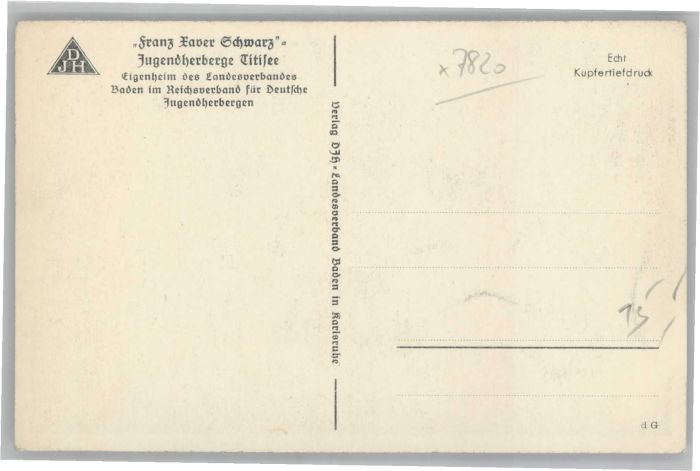 DJH
„Franz Xaver Schwarz"-
Jugendherberge Titisee
Eigenheim des Landesverbandes
Baden im Reichsverband für Deutsche
Jugendherbergen
Verlag DJH-Landesverband Baden in Karlsruhe
x 7820
Echt
Kupfertiefdruck
15
d G